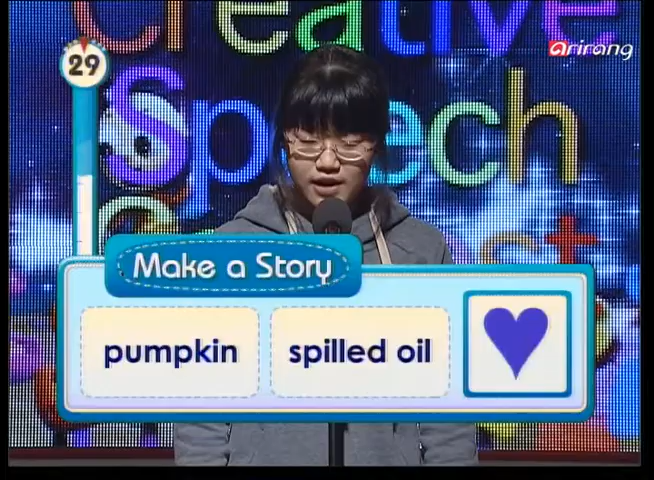 Creative
arirang
29
Speech
Make a Story
pumpkin
spilled oil